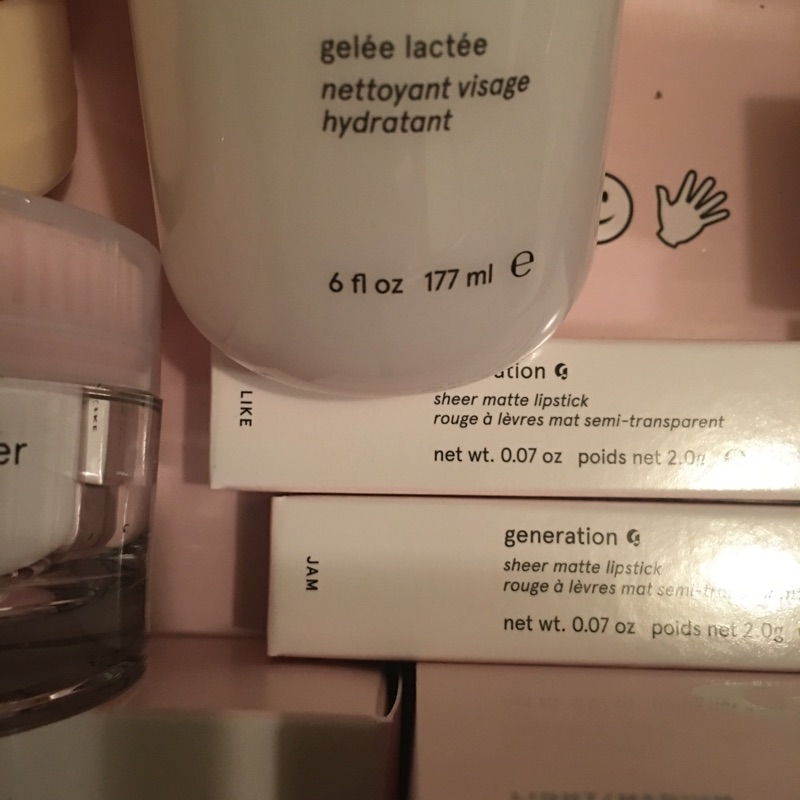 gelée lactée
nettoyant visage
hydratant
6 fl oz 177 ml e
LIKE
sheer matte lipstick
rouge à lèvres mat semi-transparent
net wt. 0.07 oz poids net 2.0g
er
JAM
generation G
sheer matte lipstick
rouge à lèvres mat
net wt. 0.07 oz poids net 2.0g